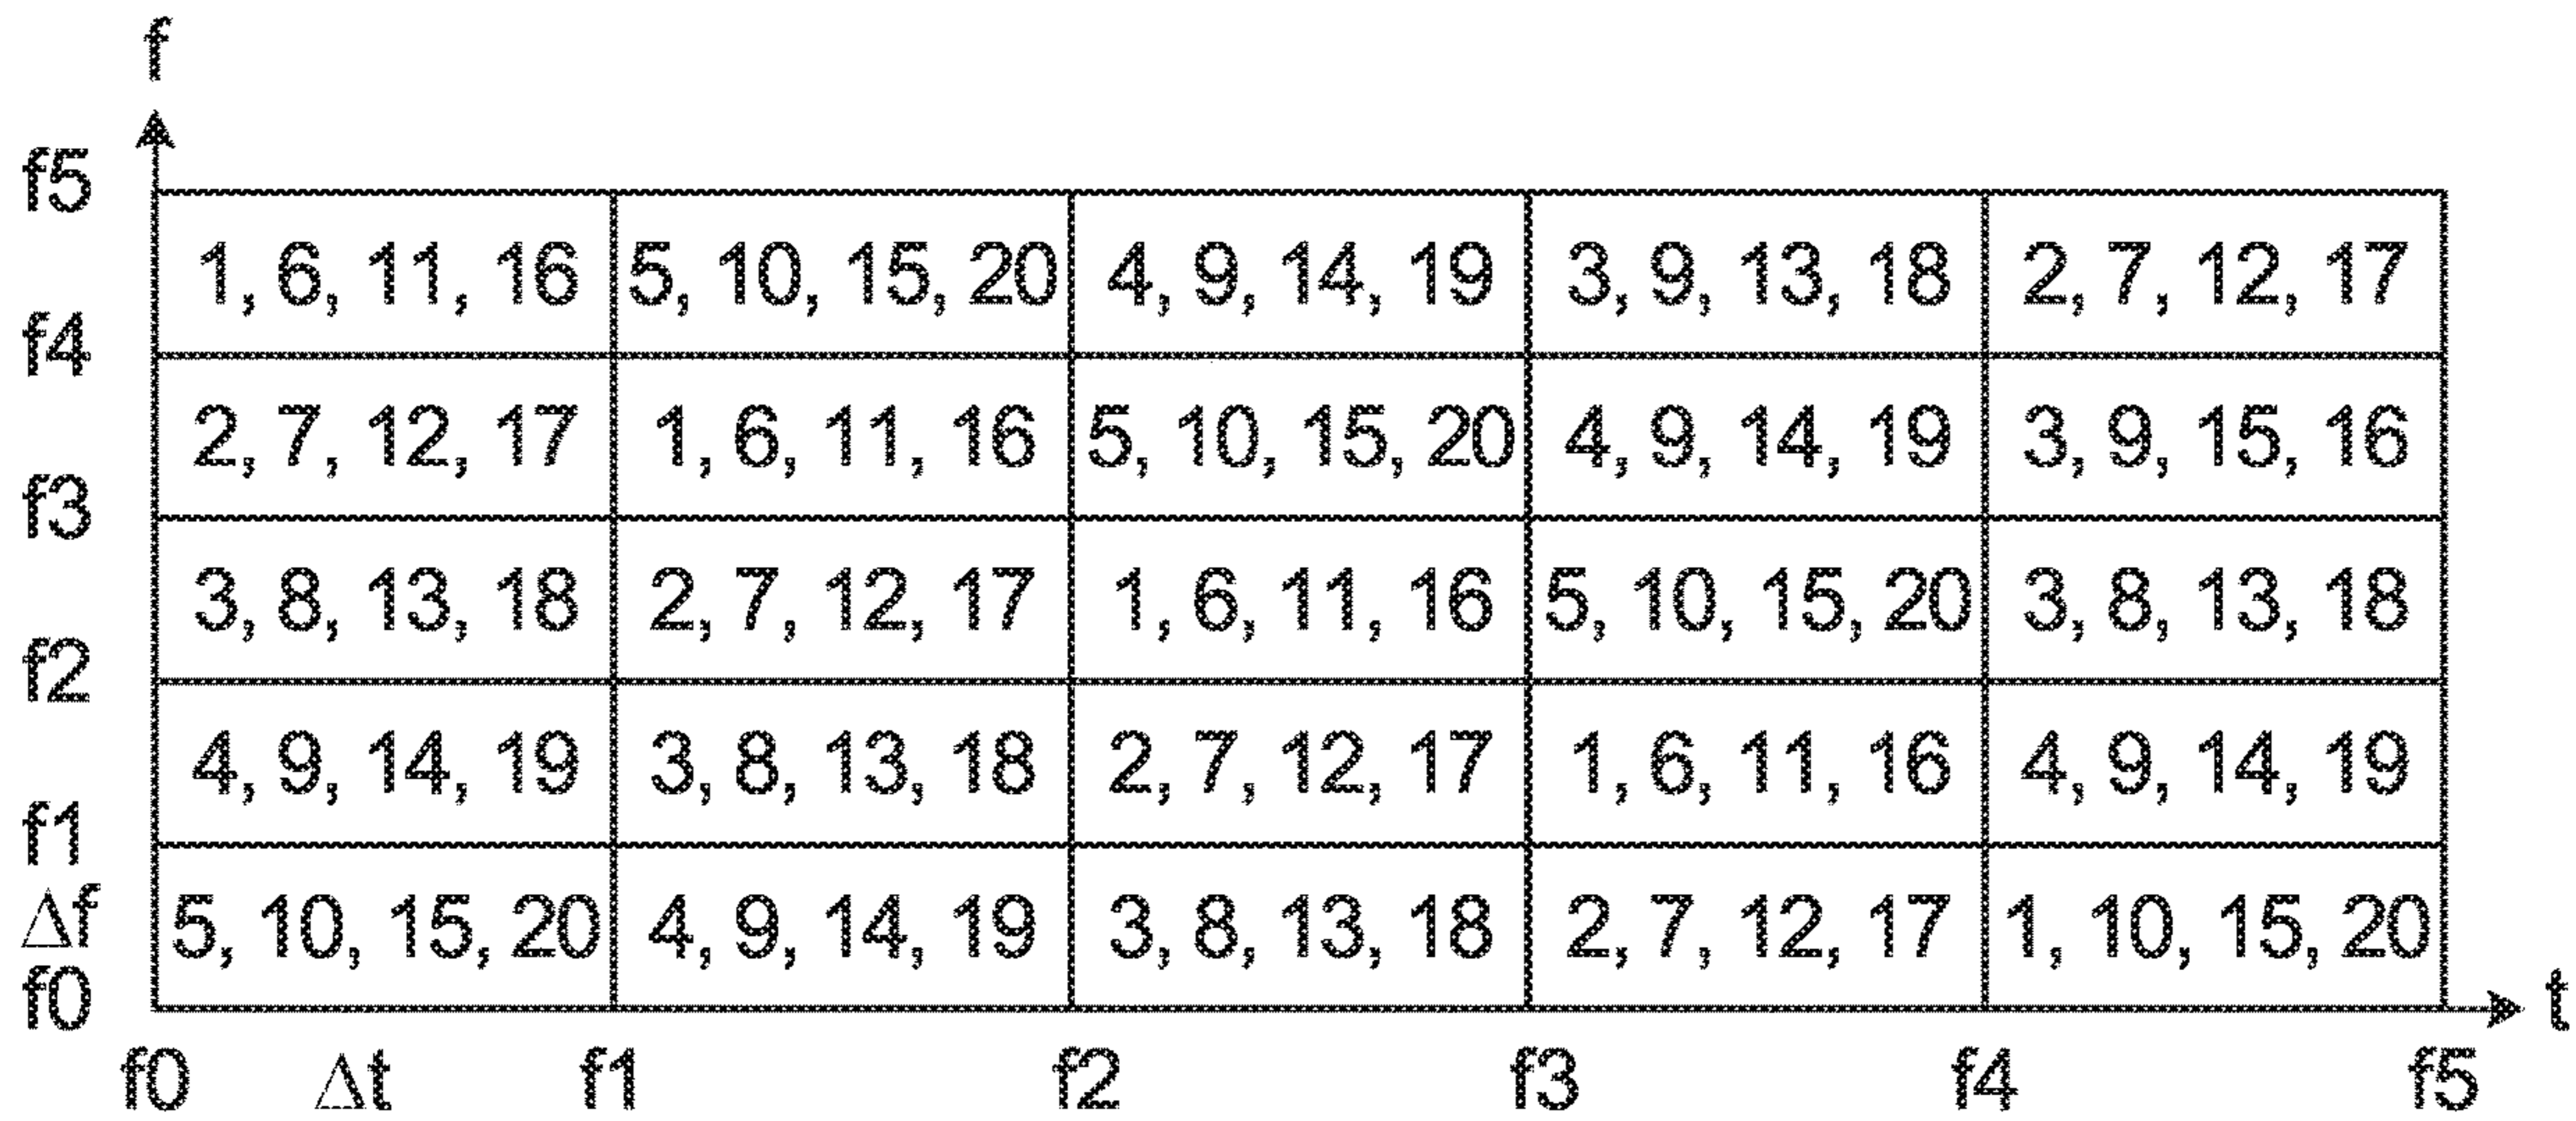 f
f5
1, 6, 11, 16 5, 10, 15, 20 4, 9, 14, 19 3, 9, 13, 18 2, 7, 12, 17
f4
2, 7, 12, 17 1, 6, 11, 16 5, 10, 15, 20 4, 9, 14, 19 3, 9, 15, 16
f3
3, 8, 13, 18 2, 7, 12, 17 1, 6, 11, 16 5, 10, 15, 20 3, 8, 13, 18
f2
4, 9, 14, 19 3, 8, 13, 18 2, 7, 12, 17 1, 6, 11, 16 4, 9, 14, 19
f1
Δf 5, 10, 15, 20 4, 9, 14, 19 3, 8, 13, 18 2, 7, 12, 17 1, 10, 15, 20
f0 t
f0 Δt f1 f2 f3 f4 f5